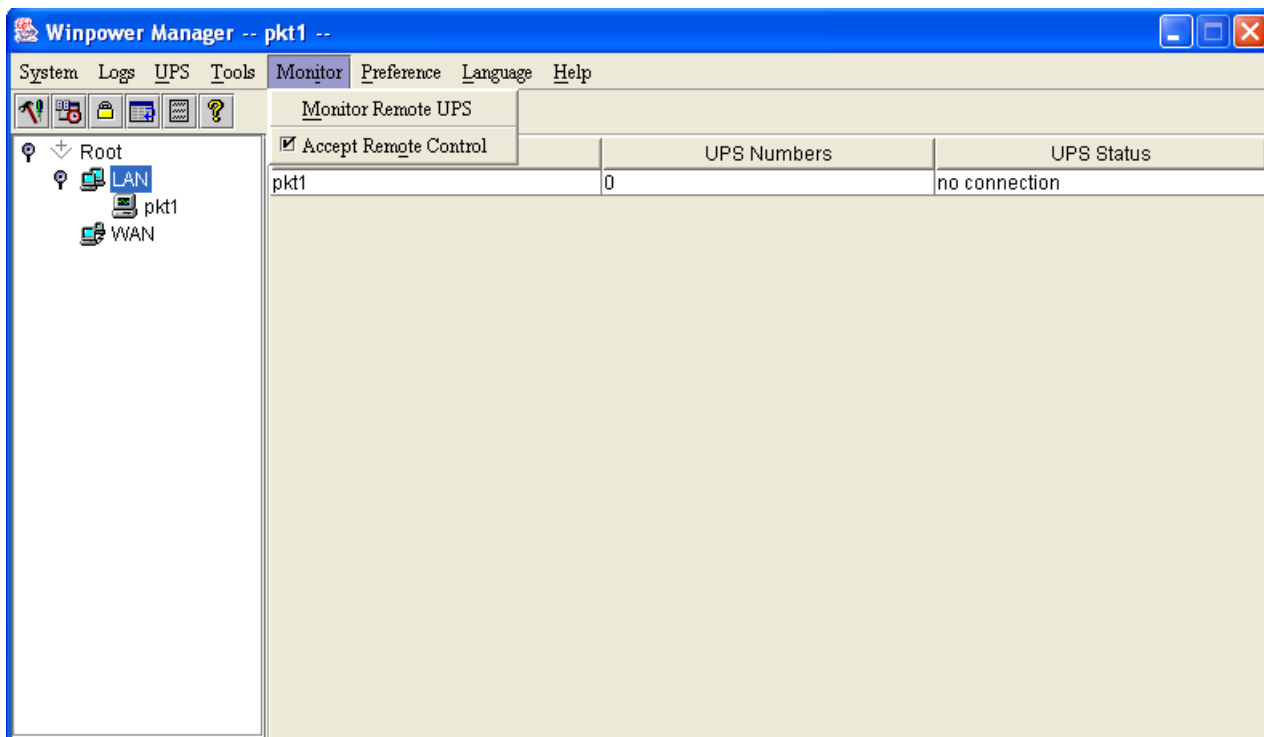 Winpower Manager -- pkt1 --
System Logs UPS Tools Monitor Preference Language Help
Monitor Remote UPS
Accept Remote Control
Root
LAN
pkt1
WAN
UPS Numbers UPS Status
pkt1 0 no connection